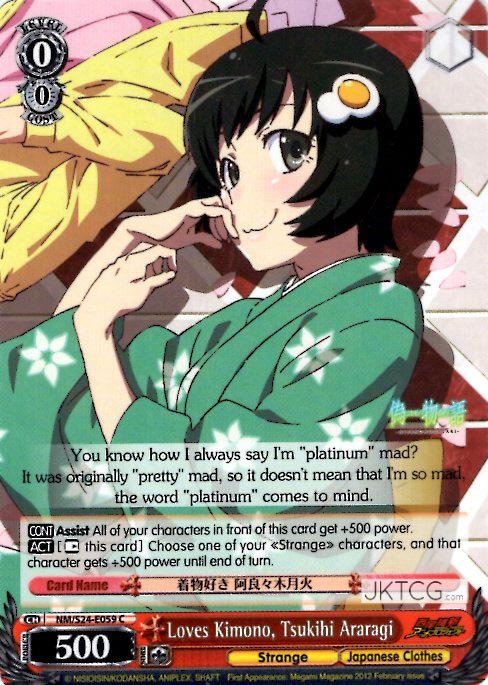 LEVEL
0
0
COST
偽物語
You know how I always say I'm "platinum" mad?
It was originally "pretty" mad, so it doesn't mean that I'm so mad,
the word "platinum" comes to mind.
CONT Assist All of your characters in front of this card get +500 power.
ACT [ this card] Choose one of your «Strange» characters, and that
character gets +500 power until end of turn.
Card Name 着物好き 阿良々木月火
JKTCG.com
CH NM/S24-E059 C
POWER 500 SOUL Loves Kimono, Tsukihi Araragi
Strange Japanese Clothes
© NISIOISIN/KODANSHA, ANIPLEX, SHAFT First Appearance: Megami Magazine 2012 February issue